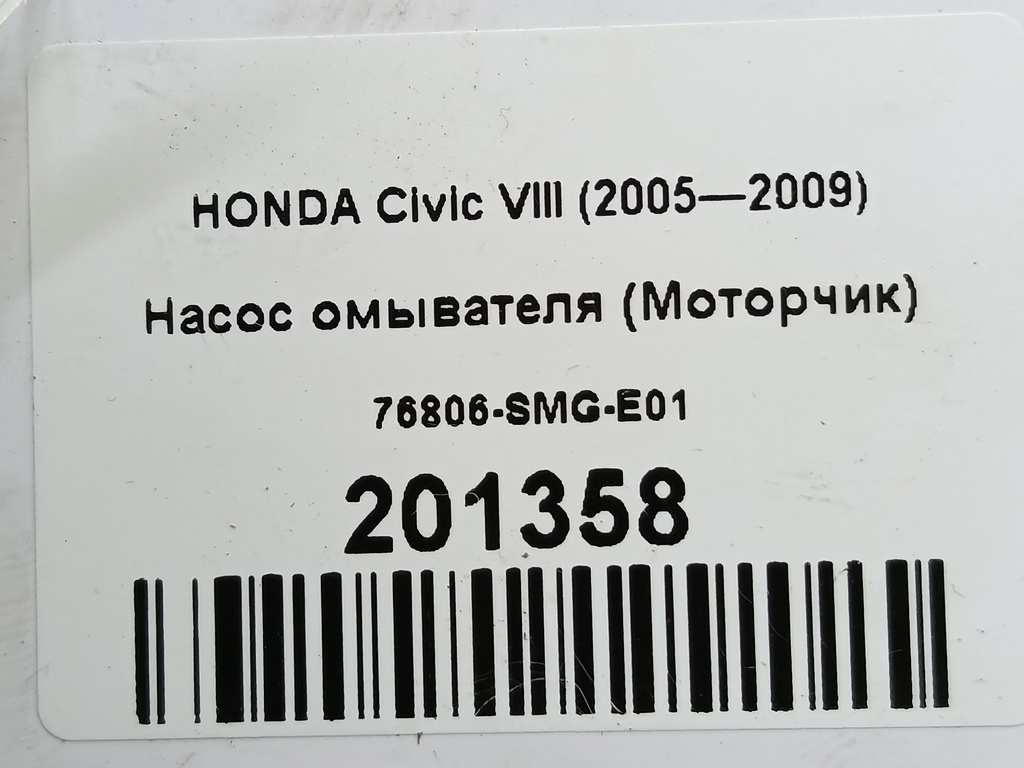 HONDA Civic VIII (2005—2009)
Насос омывателя (Моторчик)
76806-SMG-E01
201358